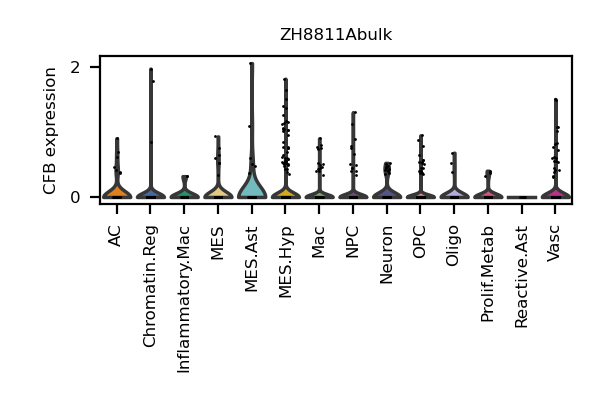 ZH8811Abulk
CFB expression
2
0
AC
Chromatin.Reg
Inflammatory.Mac
MES
MES.Ast
MES.Hyp
Mac
NPC
Neuron
OPC
Oligo
Prolif.Metab
Reactive.Ast
Vasc